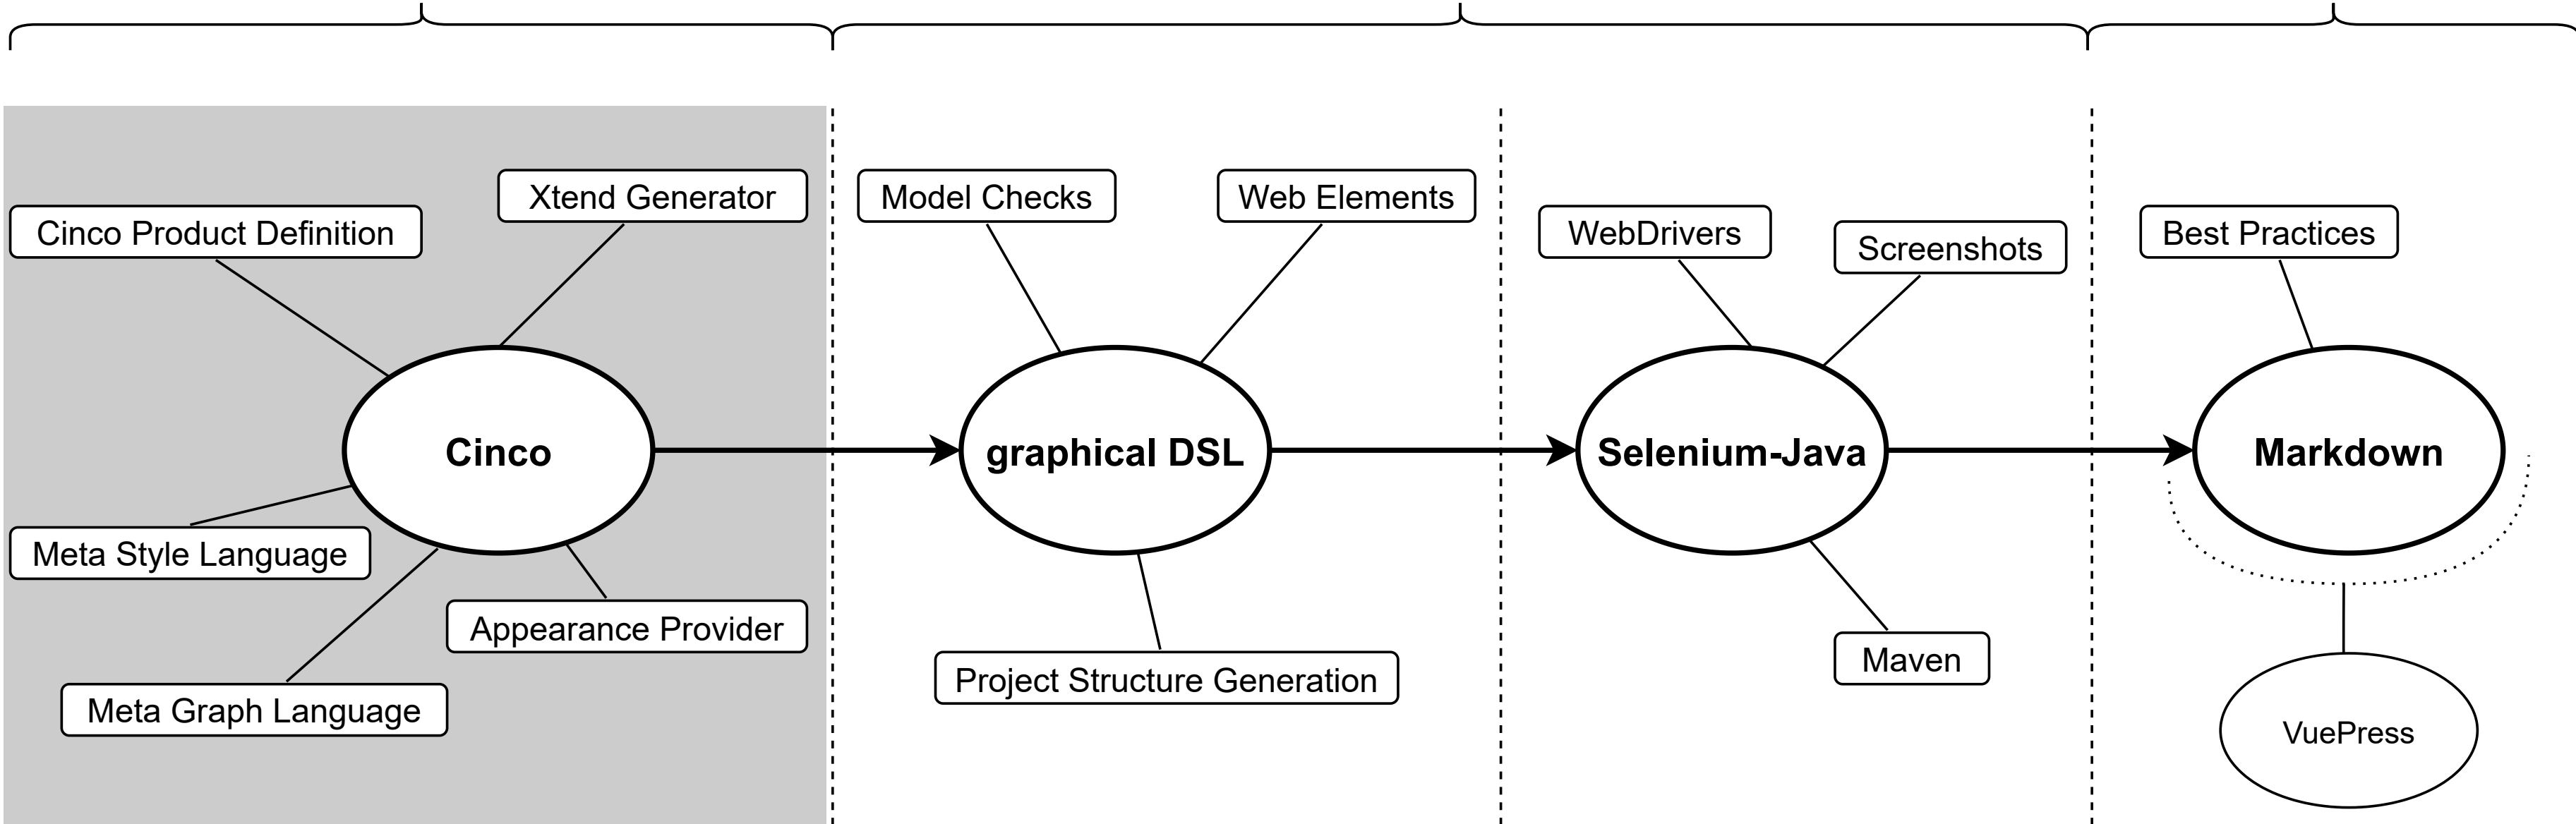 Cinco Product Definition
Xtend Generator
Cinco
Meta Style Language
Appearance Provider
Meta Graph Language
Model Checks
Web Elements
graphical DSL
Project Structure Generation
WebDrivers
Screenshots
Selenium-Java
Maven
Best Practices
Markdown
VuePress